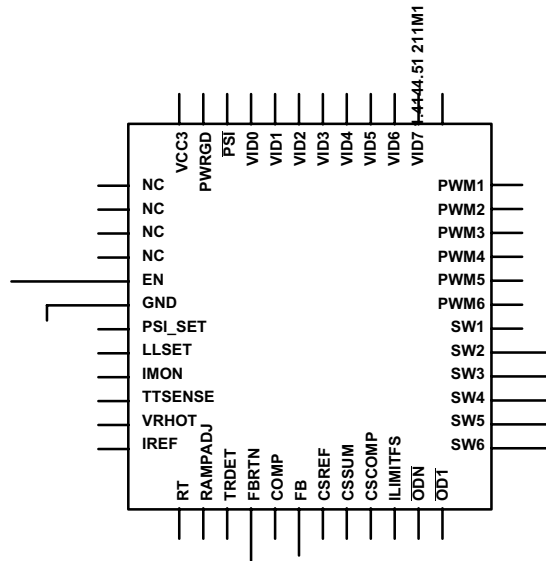 VCC3
PWRGD
PSI
VID0
VID1
VID2
VID3
VID4
VID5
VID6
VID7
NC
NC
NC
NC
EN
GND
PSI_SET
LLSET
IMON
TTSENSE
VRHOT
IREF
PWM1
PWM2
PWM3
PWM4
PWM5
PWM6
SW1
SW2
SW3
SW4
SW5
SW6
RT
RAMPADJ
TRDET
FBRTN
COMP
FB
CSREF
CSSUM
CSCOMP
ILIMITFS
ODN
OD1